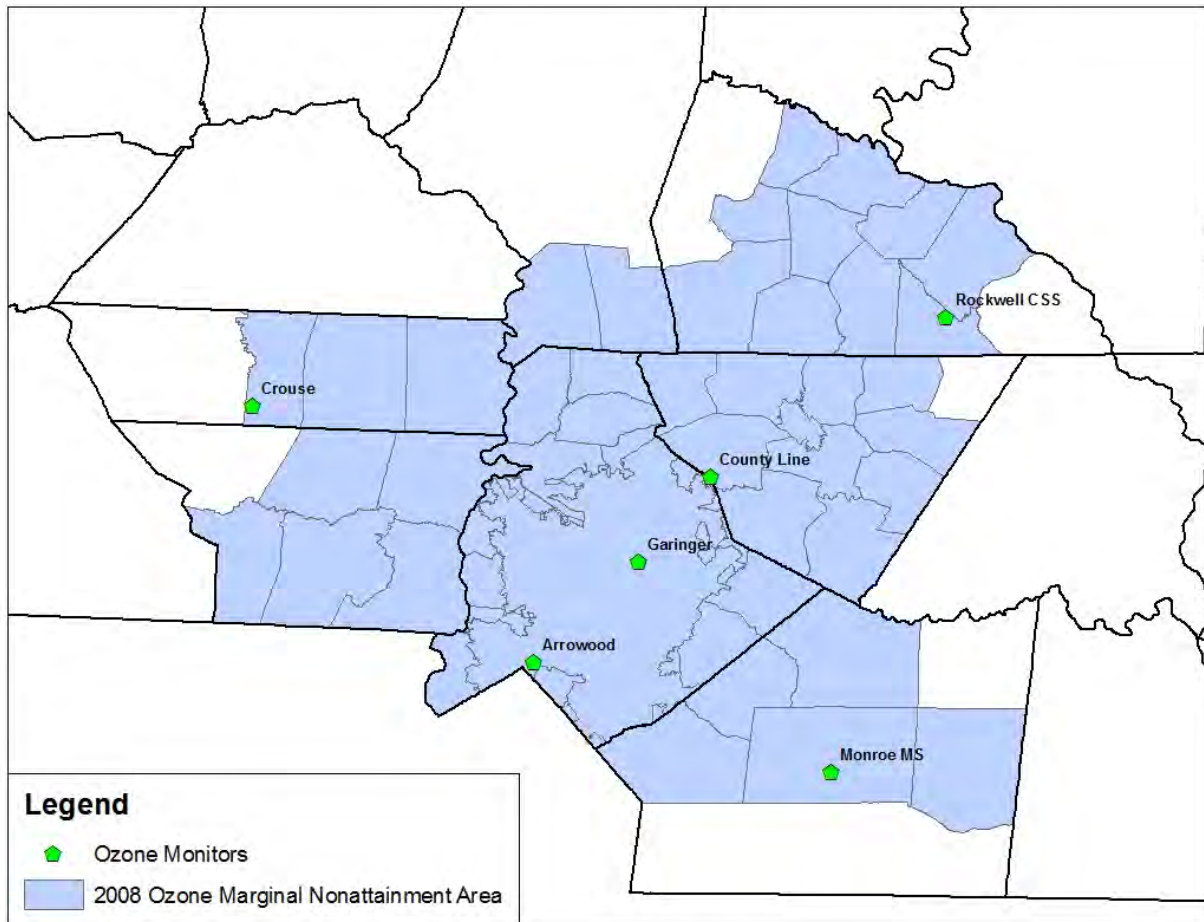 Rockwell CSS
Crouse
County Line
Garinger
Arrowood
Monroe MS
Legend
Ozone Monitors
2008 Ozone Marginal Nonattainment Area